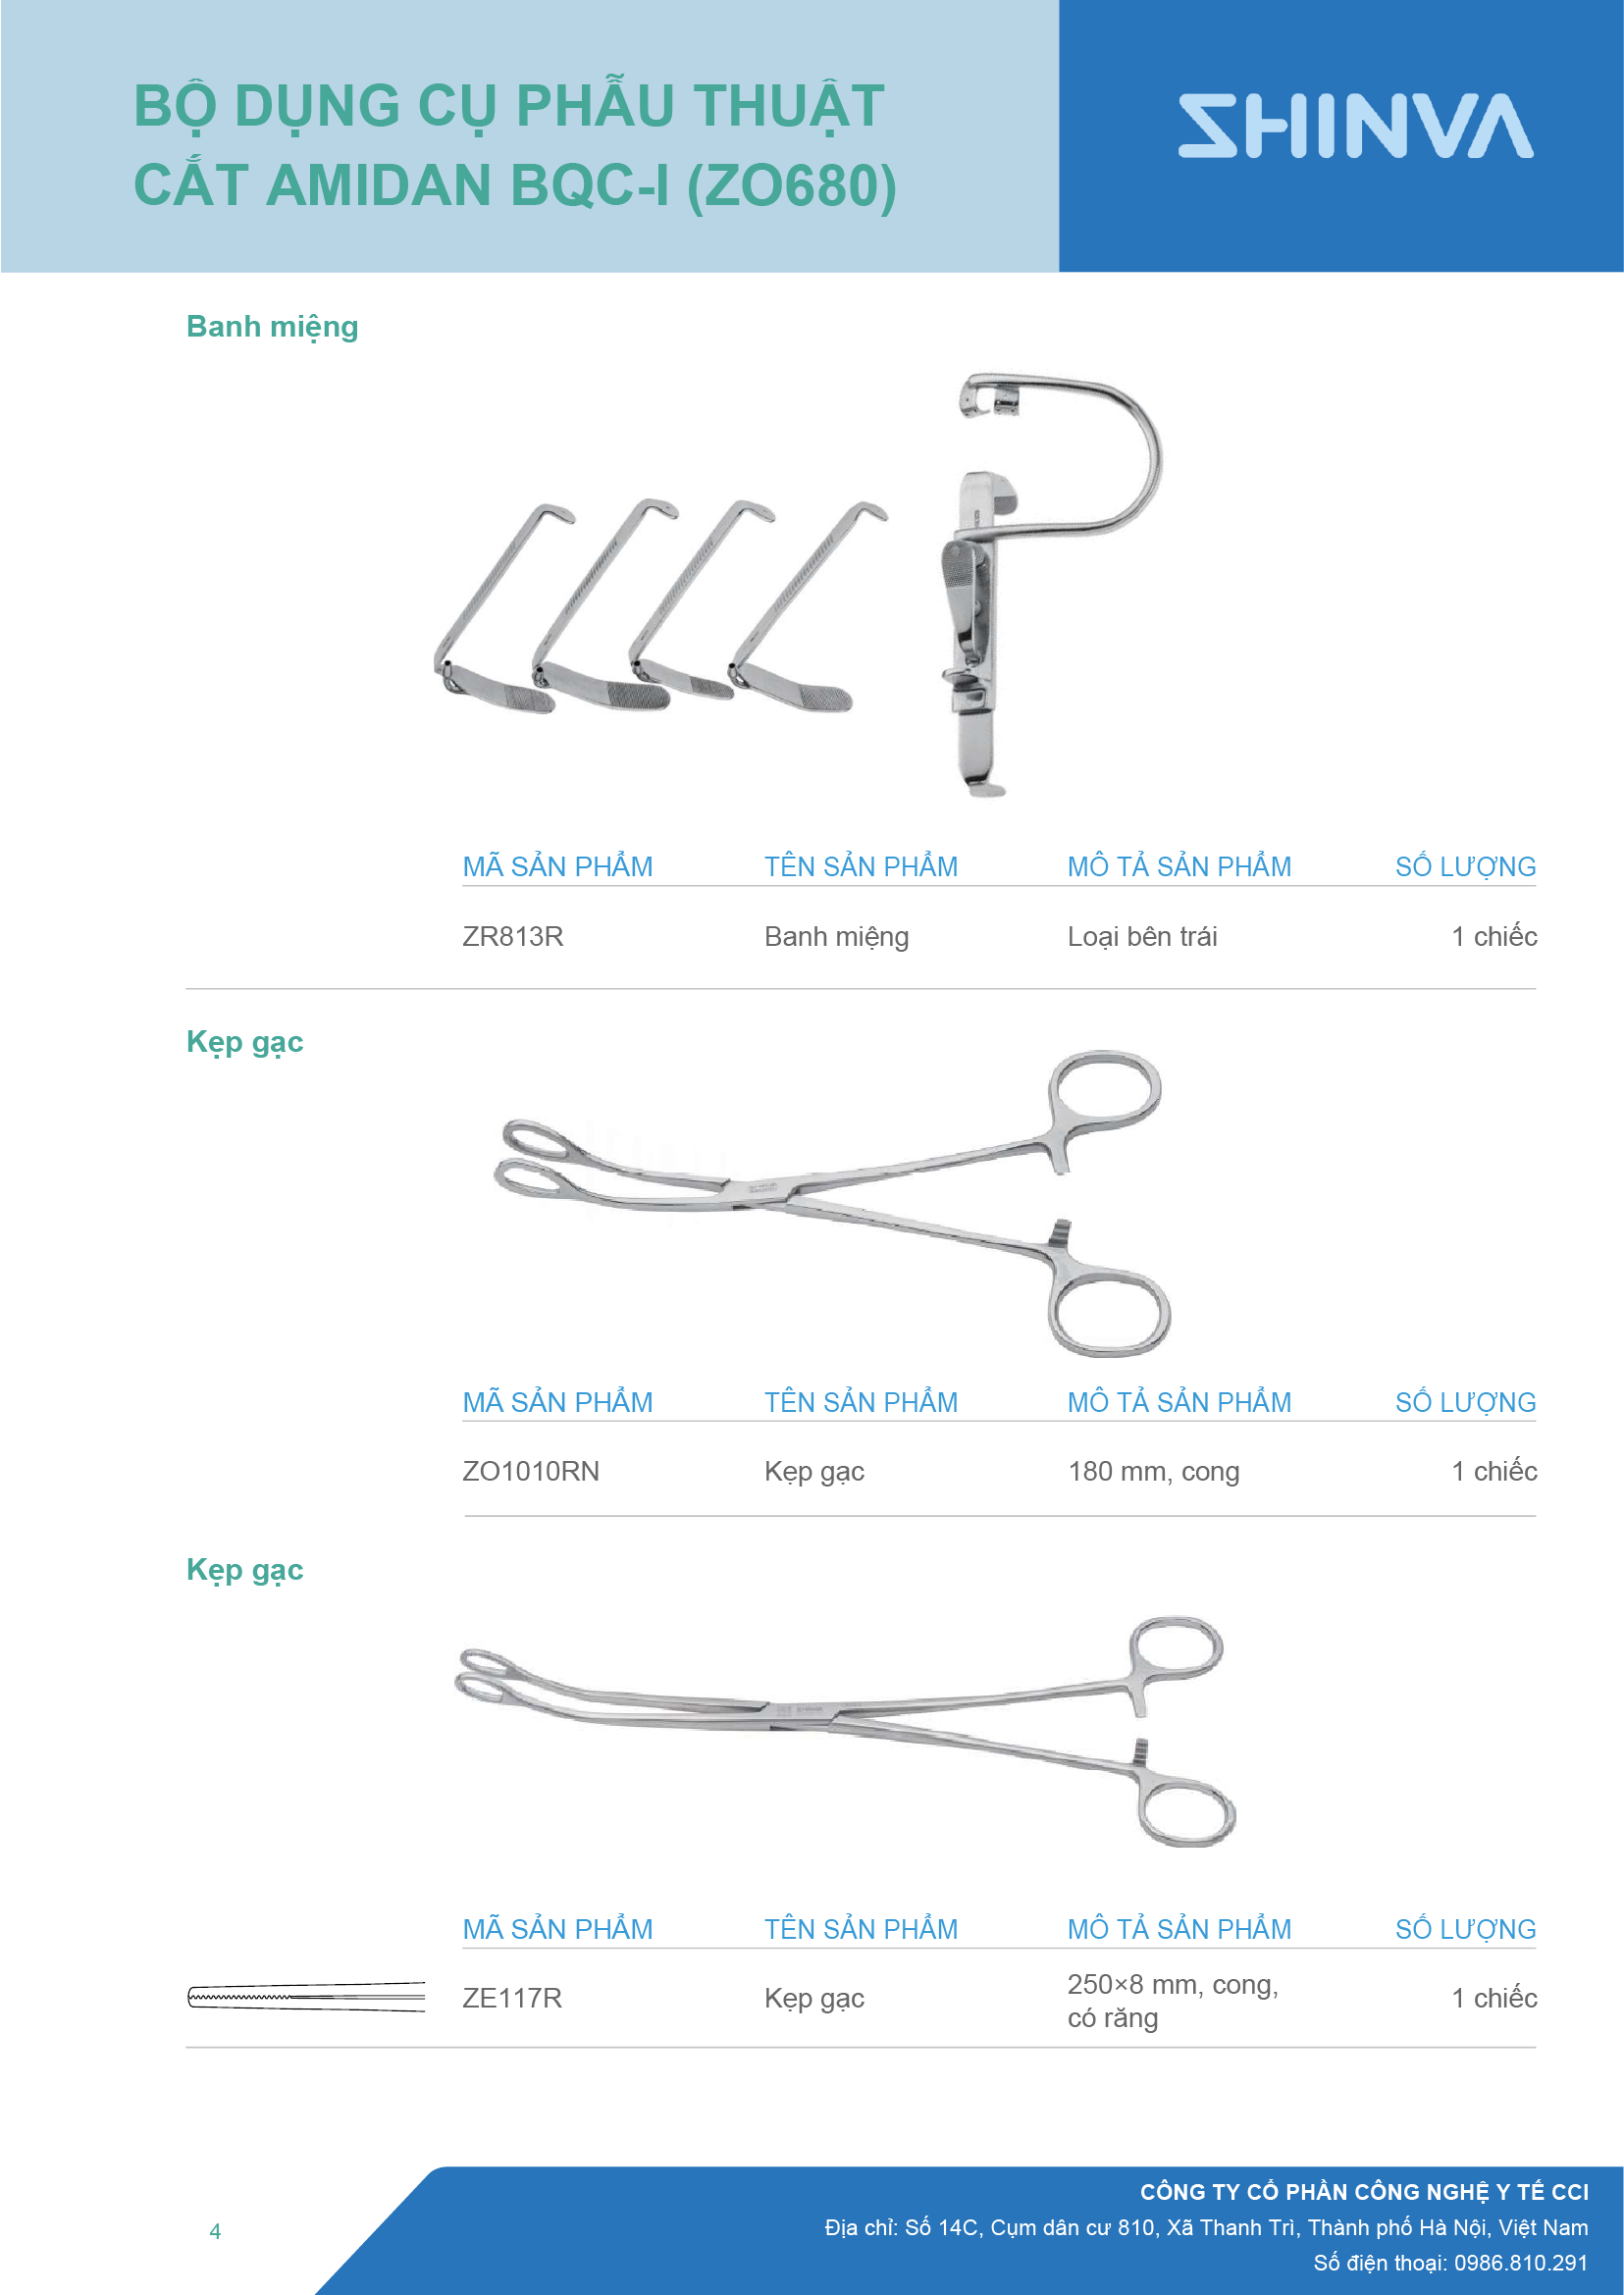 BỘ DỤNG CỤ PHẪU THUẬT
CẮT AMIDAN BQC-I (ZO680)
SHINVA
Banh miệng
MÃ SẢN PHẨM TÊN SẢN PHẨM MÔ TẢ SẢN PHẨM SỐ LƯỢNG
ZR813R Banh miệng Loại bên trái 1 chiếc
Kẹp gạc
MÃ SẢN PHẨM TÊN SẢN PHẨM MÔ TẢ SẢN PHẨM SỐ LƯỢNG
ZO1010RN Kẹp gạc 180 mm, cong 1 chiếc
Kẹp gạc
MÃ SẢN PHẨM TÊN SẢN PHẨM MÔ TẢ SẢN PHẨM SỐ LƯỢNG
ZE117R Kẹp gạc 250×8 mm, cong, 1 chiếc
có răng
CÔNG TY CỔ PHẦN CÔNG NGHỆ Y TẾ CCI
4 Địa chỉ: Số 14C, Cụm dân cư 810, Xã Thanh Trì, Thành phố Hà Nội, Việt Nam
Số điện thoại: 0986.810.291